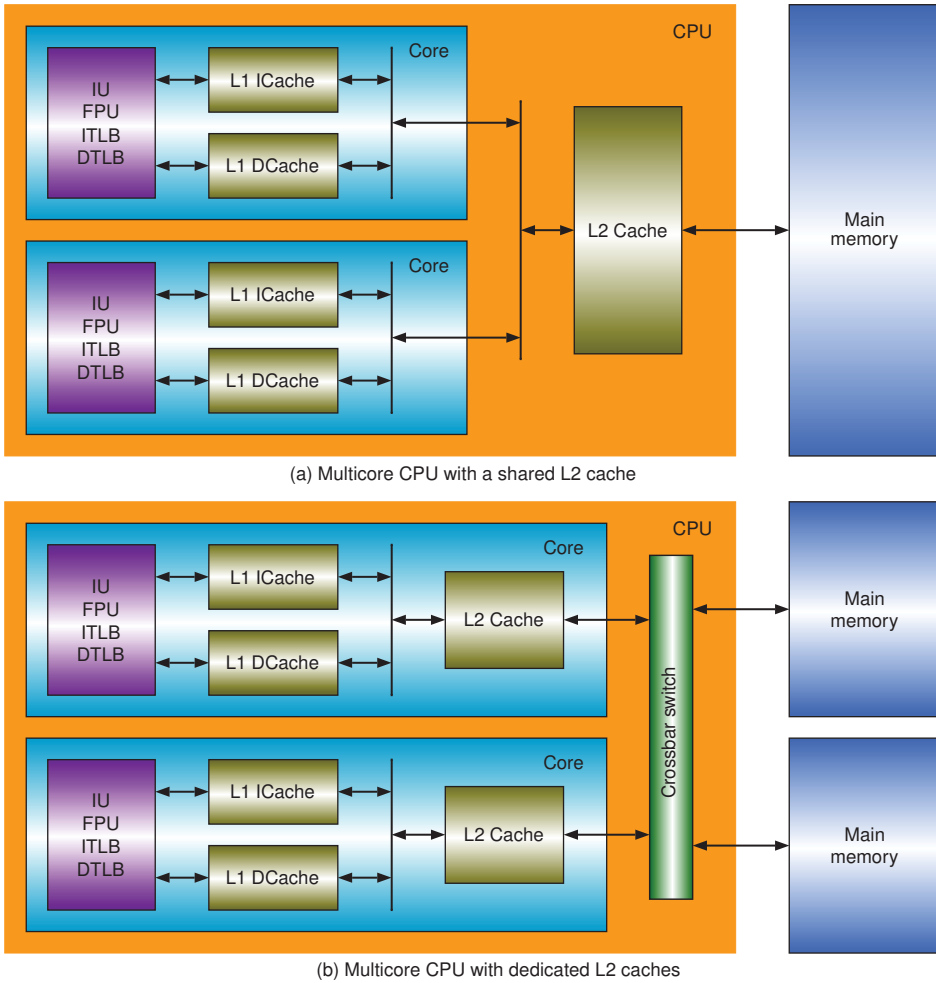 CPU
Core
IU
FPU
ITLB
DTLB
L1 ICache
L1 DCache
L2 Cache
Main
memory
Core
IU
FPU
ITLB
DTLB
L1 ICache
L1 DCache
(a) Multicore CPU with a shared L2 cache
CPU
Core
IU
FPU
ITLB
DTLB
L1 ICache
L1 DCache
L2 Cache
Crossbar switch
Main
memory
Core
IU
FPU
ITLB
DTLB
L1 ICache
L1 DCache
L2 Cache
Main
memory
(b) Multicore CPU with dedicated L2 caches